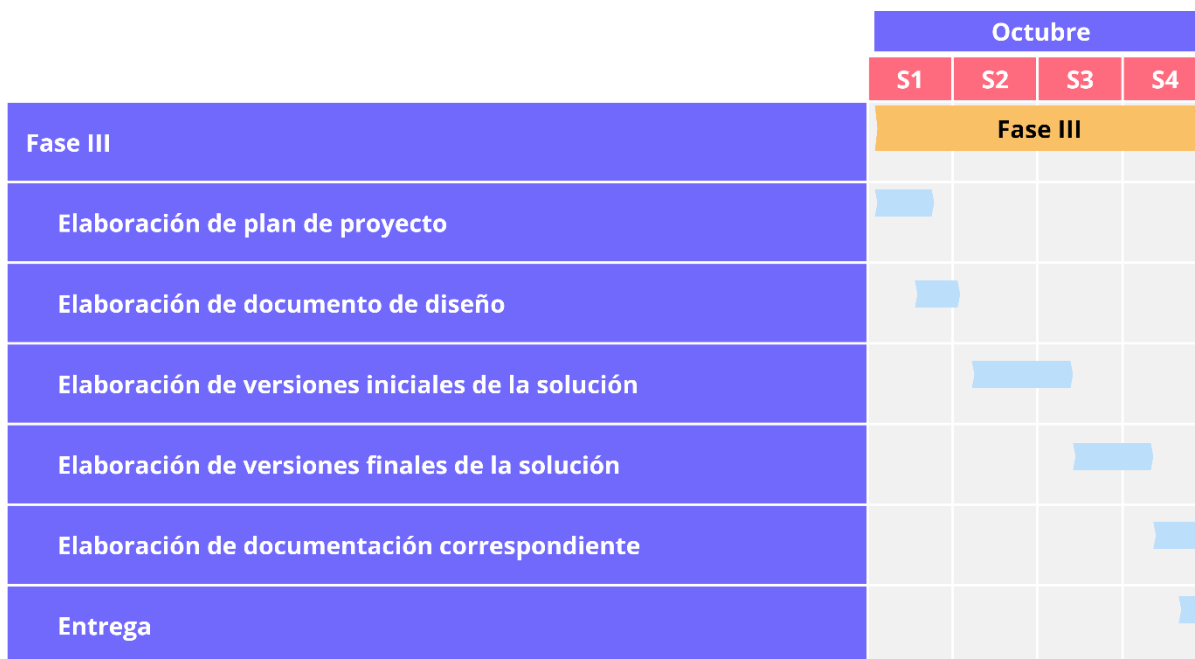 Octubre
S1 S2 S3 S4
Fase III Fase III
Elaboración de plan de proyecto
Elaboración de documento de diseño
Elaboración de versiones iniciales de la solución
Elaboración de versiones finales de la solución
Elaboración de documentación correspondiente
Entrega